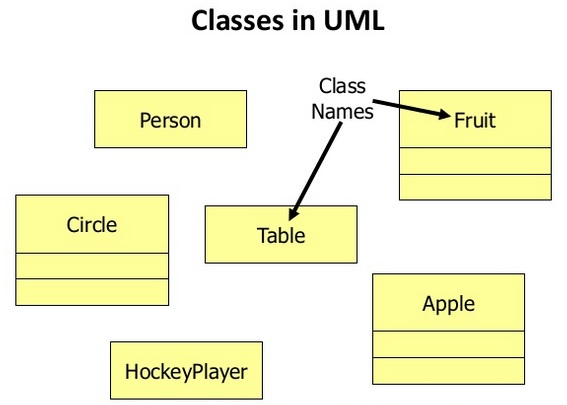 Classes in UML
Class
Names
Person
Fruit
Circle
Table
Apple
HockeyPlayer